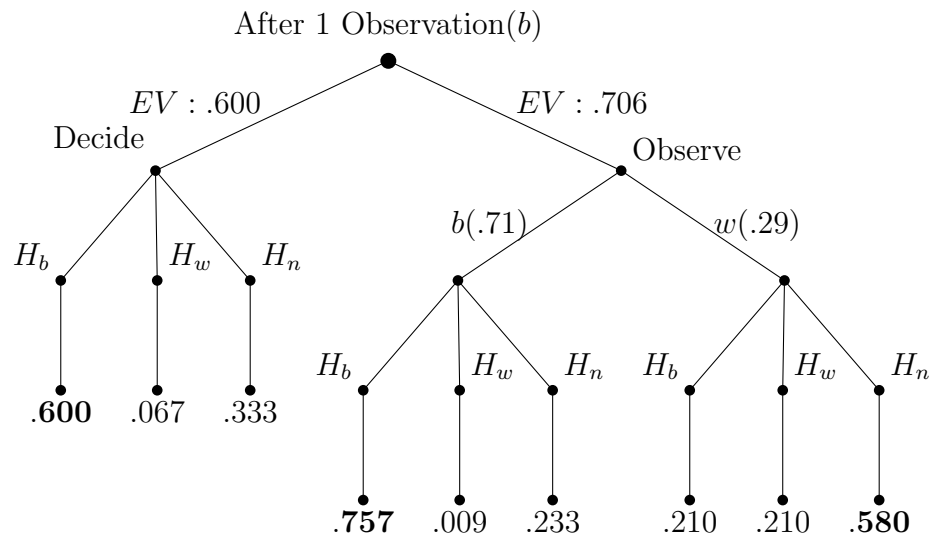 After 1 Observation(b)
EV : .600
EV : .706
Decide
Observe
b(.71)
w(.29)
H_b
H_w
H_n
H_b
H_w
H_n
H_b
H_w
H_n
.600
.067
.333
.757
.009
.233
.210
.210
.580